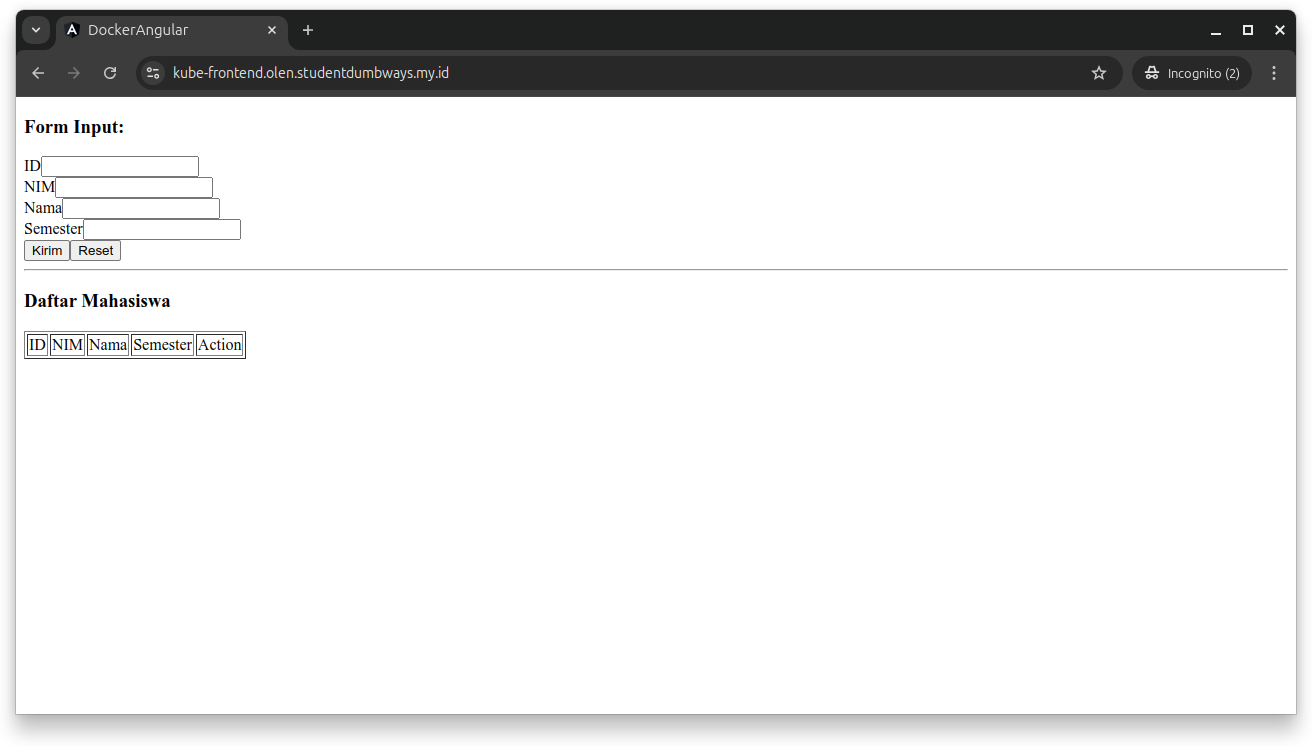 DockerAngular
kube-frontend.olen.studentdumbways.my.id
Incognito (2)
Form Input:
ID
NIM
Nama
Semester
Kirim Reset
Daftar Mahasiswa
ID NIM Nama Semester Action